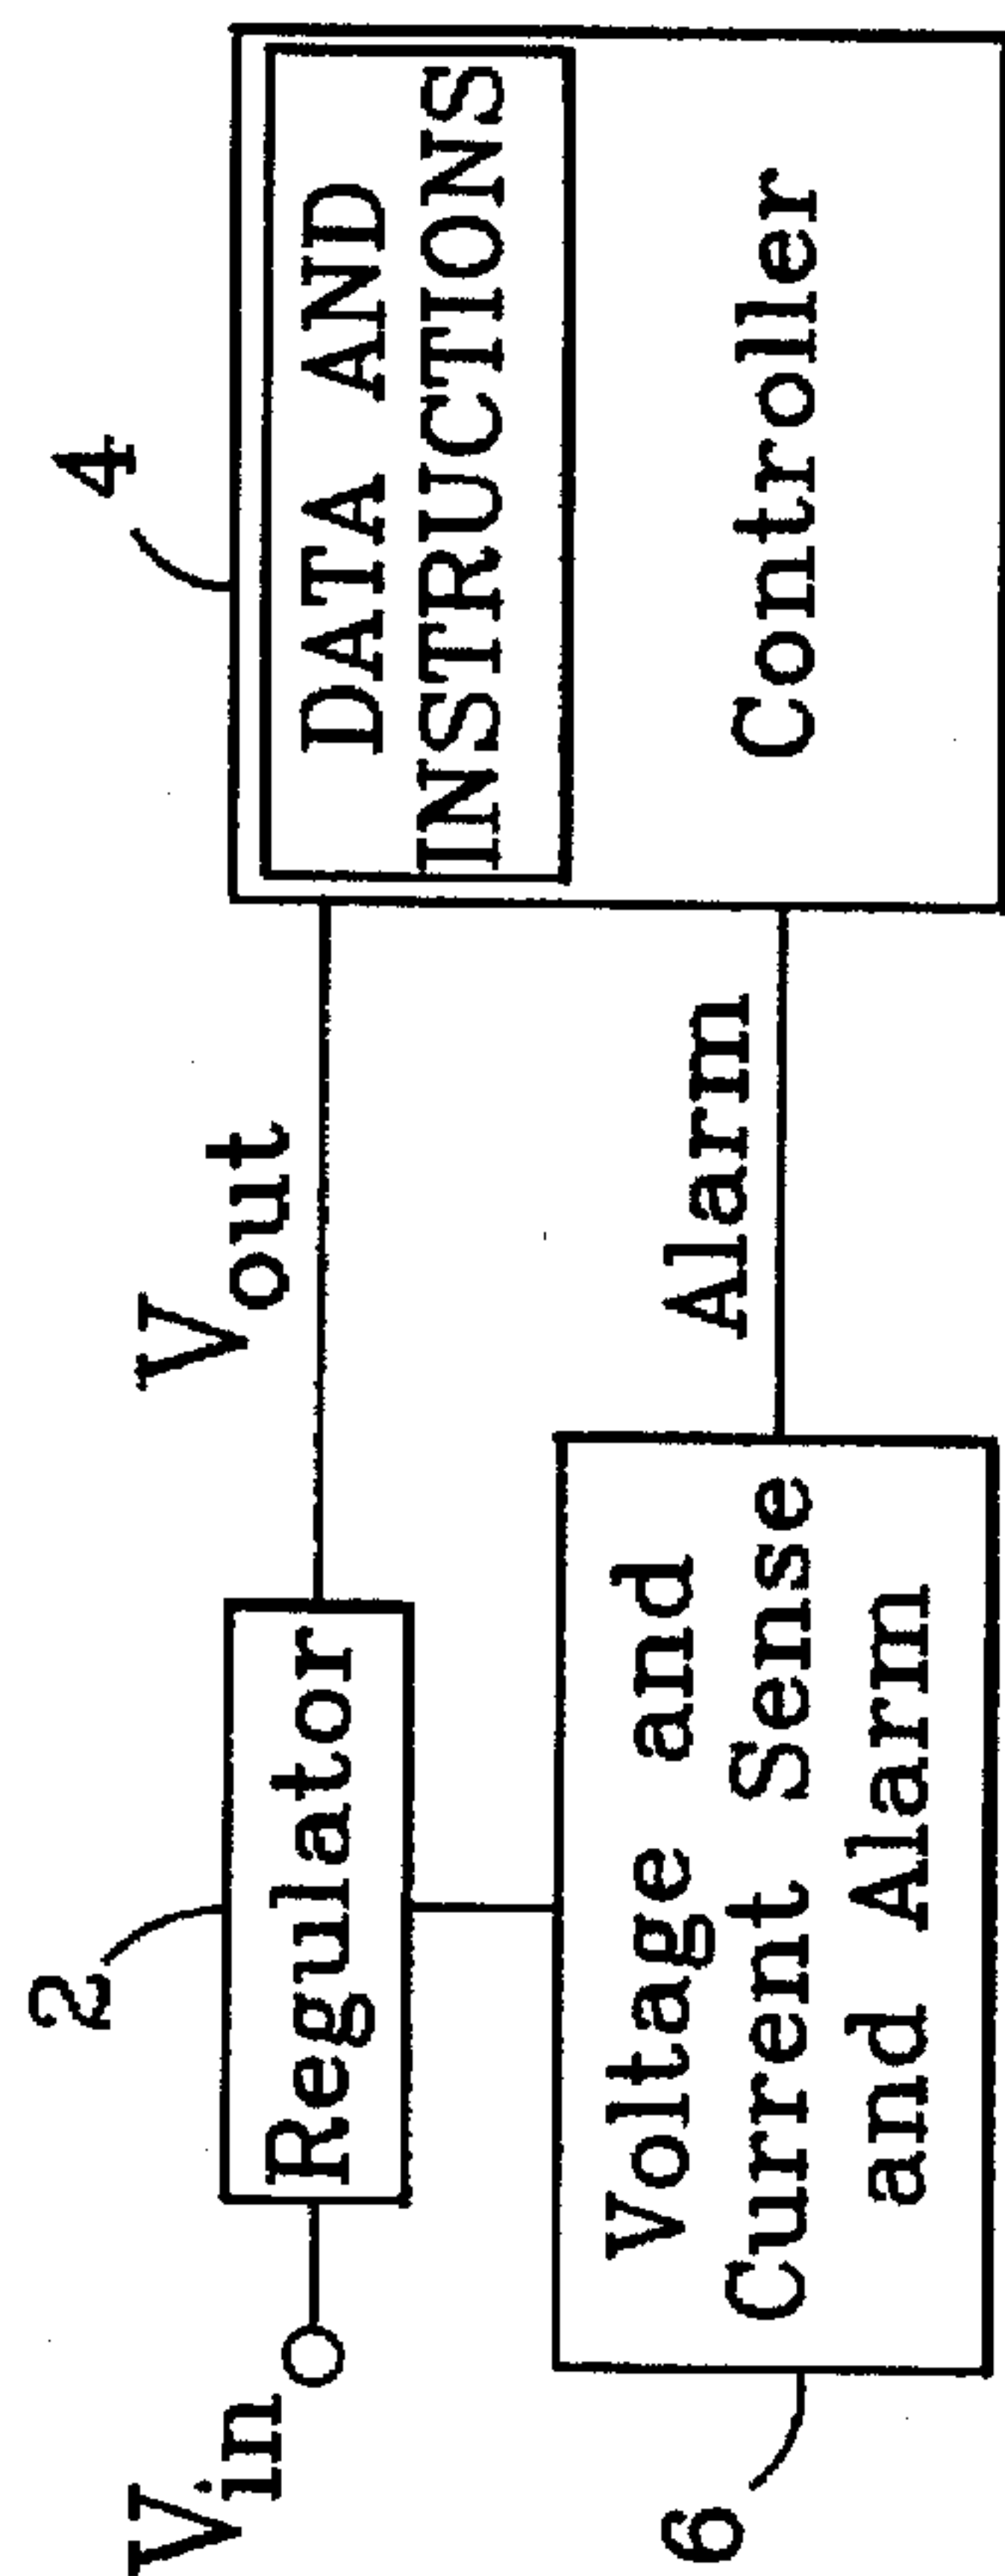 4
DATA AND
INSTRUCTIONS
Controller
Vout
Alarm
2
Regulator
Vin
Voltage and
Current Sense
and Alarm
6